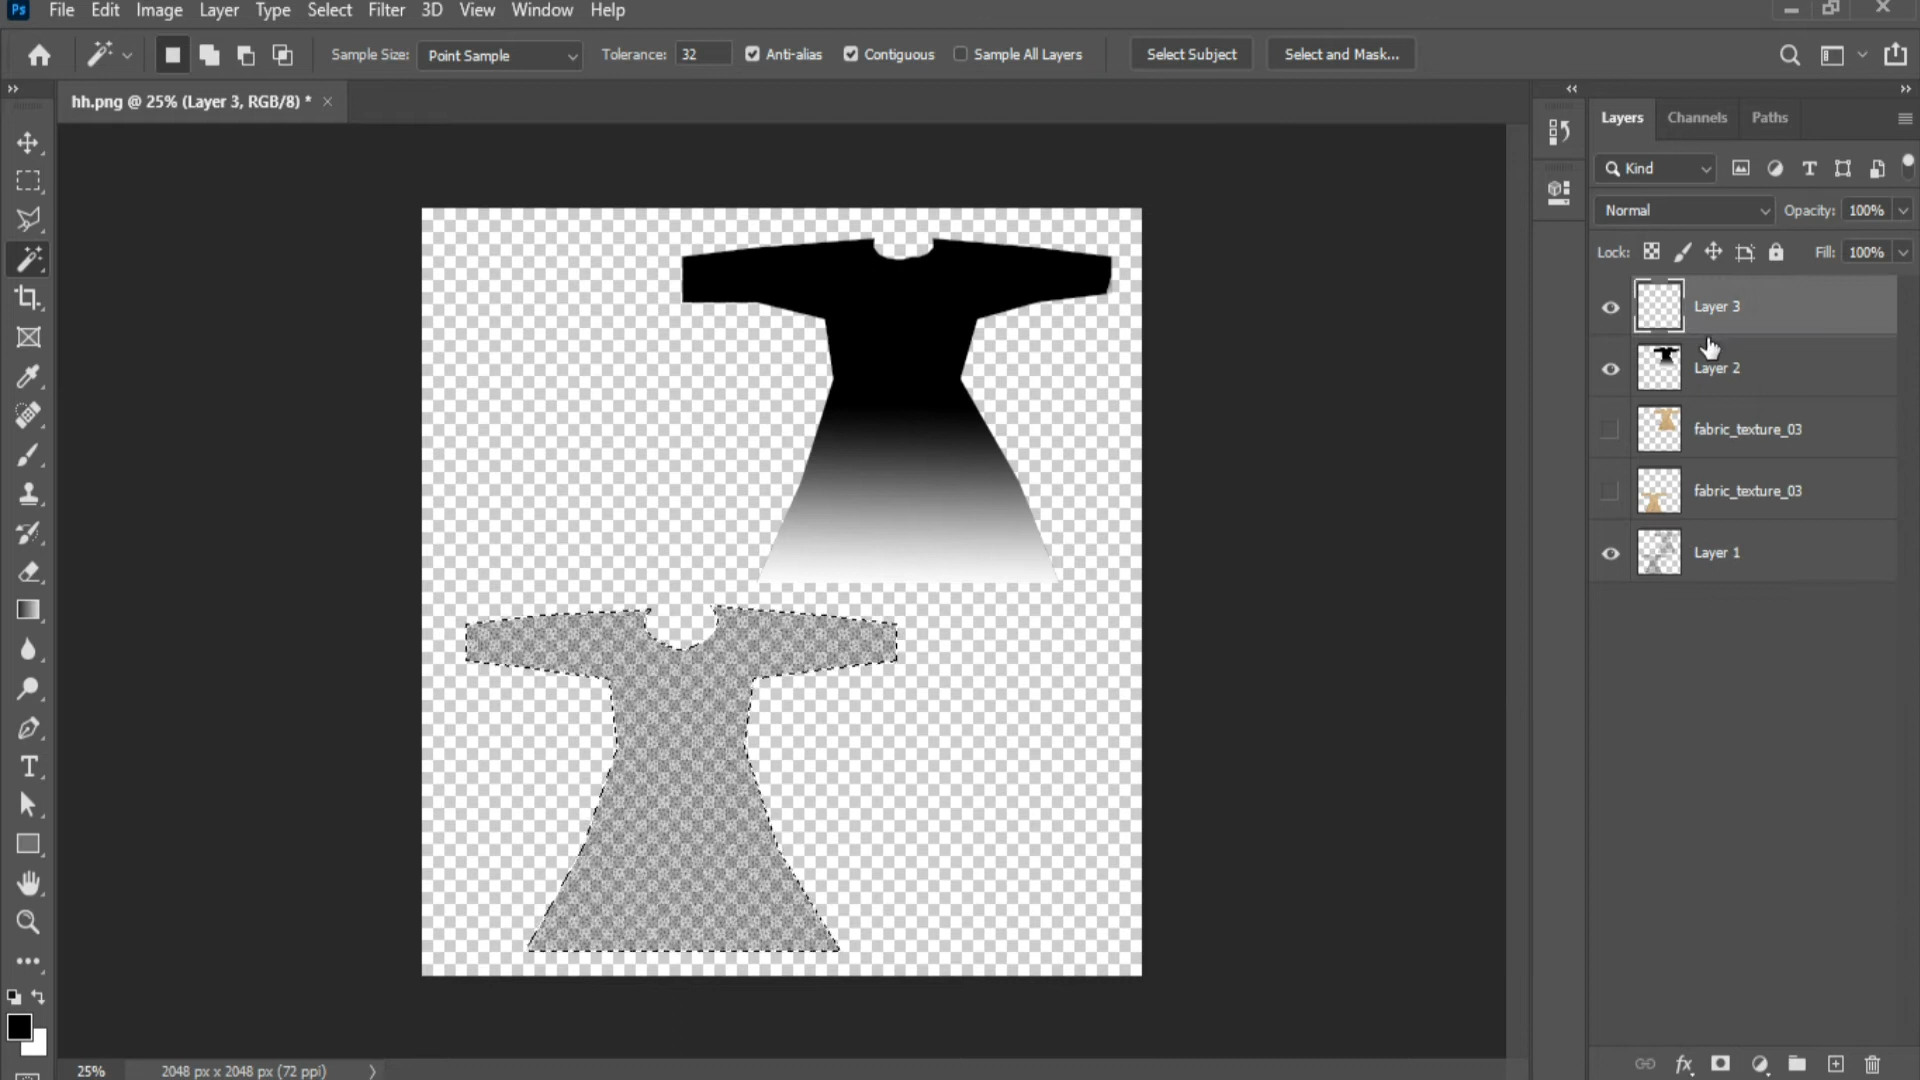 Ps File Edit Image Layer Type Select Filter 3D View Window Help
Sample Size: Point Sample Tolerance: 32 Anti-alias Contiguous Sample All Layers Select Subject Select and Mask...
hh.png @ 25% (Layer 3, RGB/8) *
Layers Channels Paths
Kind
Normal Opacity: 100%
Lock: Fill: 100%
Layer 3
Layer 2
fabric_texture_03
fabric_texture_03
Layer 1
25% 2048 px x 2048 px (72 ppi)